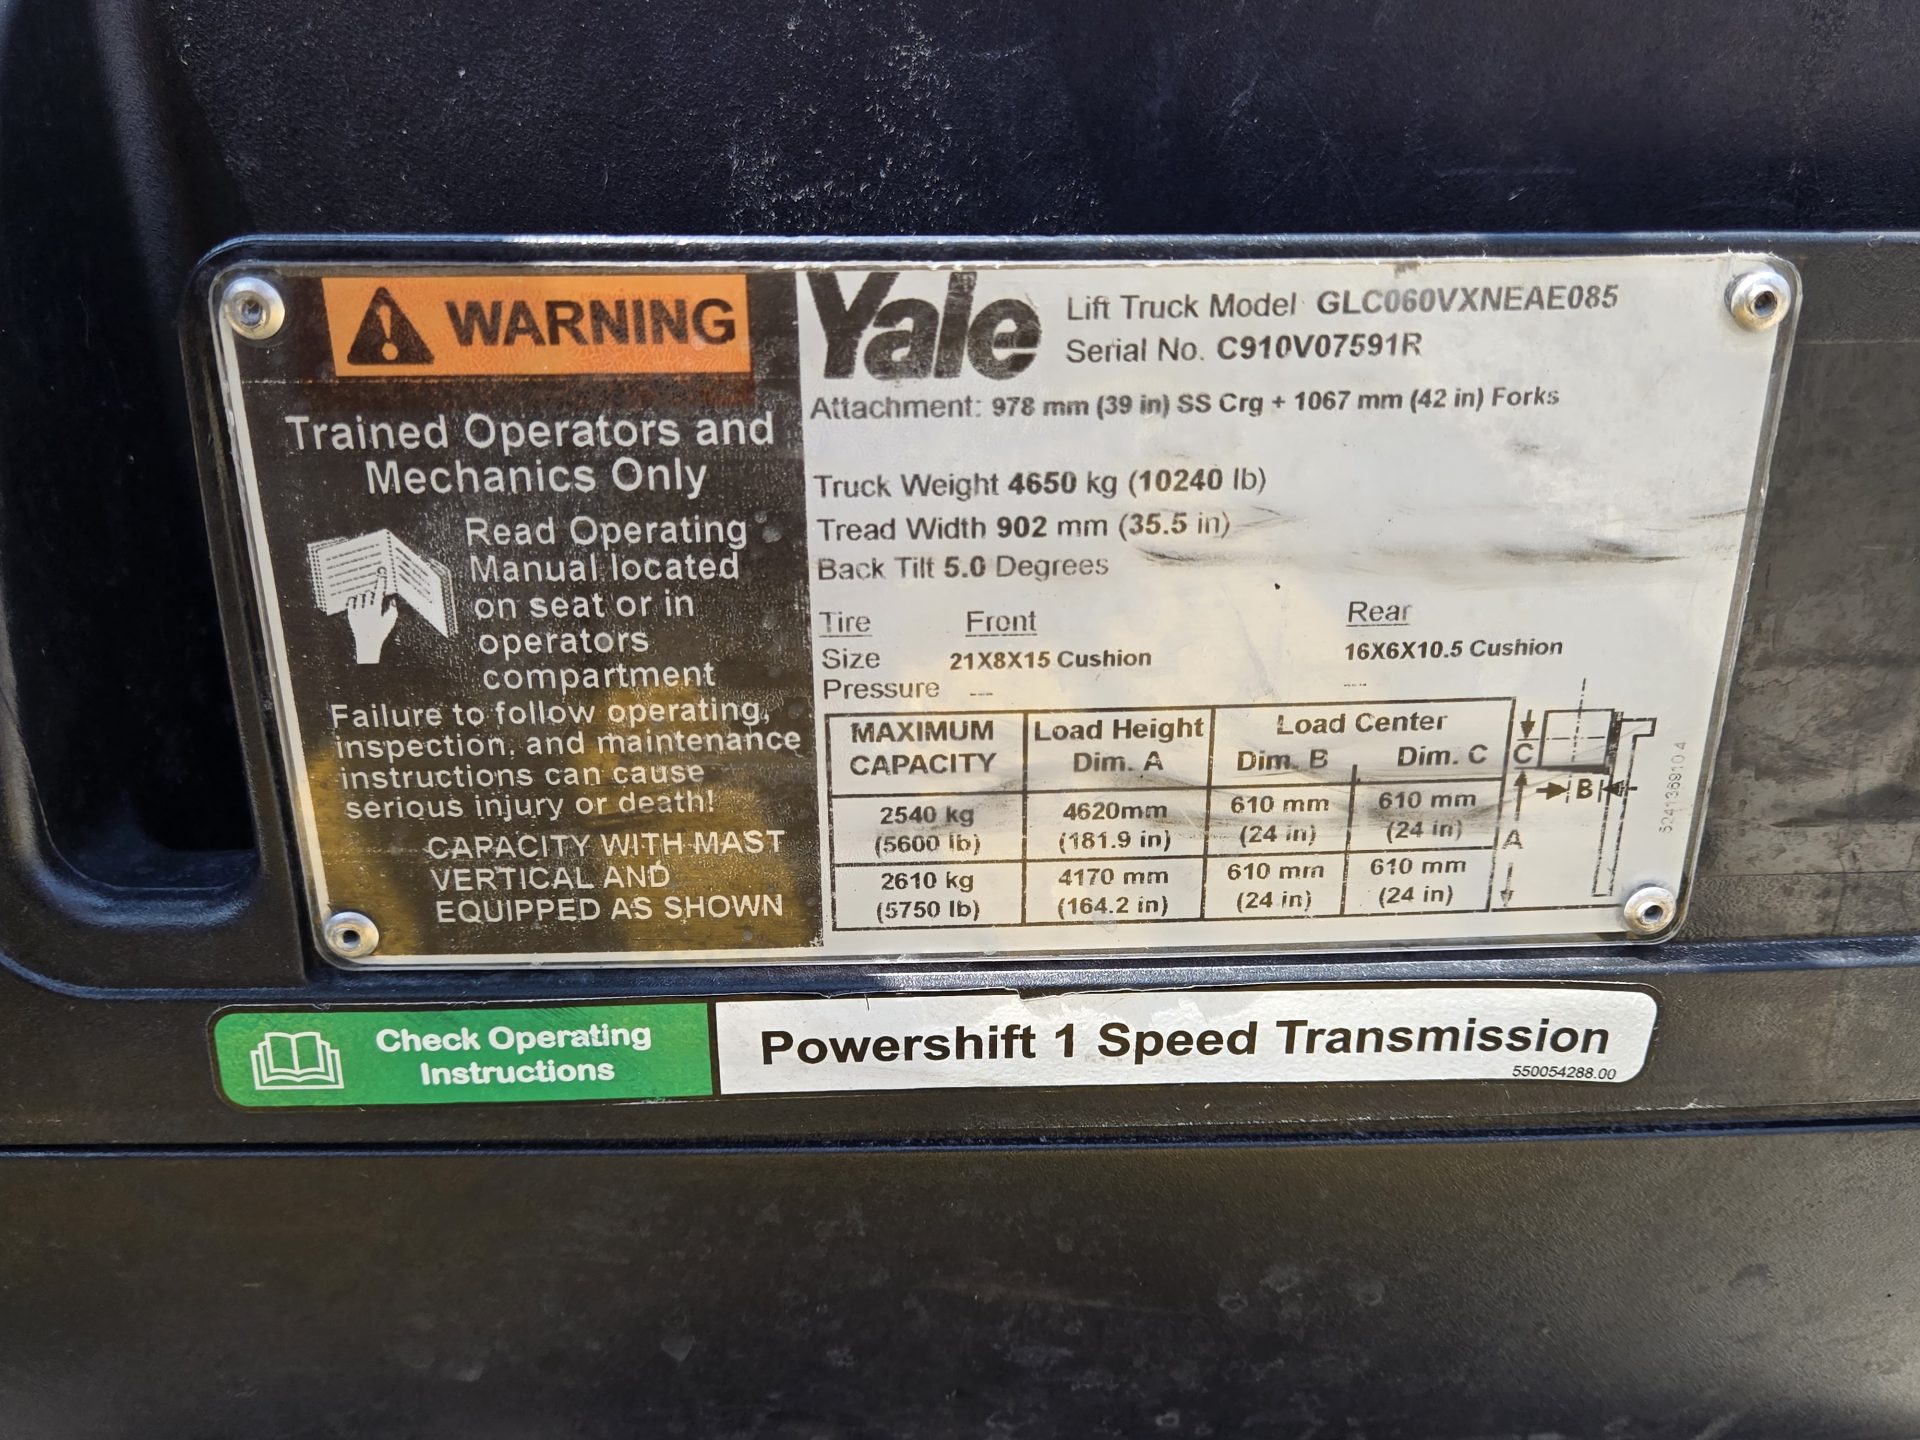 WARNING
Trained Operators and
Mechanics Only
Read Operating
Manual located
on seat or in
operators
compartment
Failure to follow operating,
inspection, and maintenance
instructions can cause
serious injury or death!
CAPACITY WITH MAST
VERTICAL AND
EQUIPPED AS SHOWN
Yale
Lift Truck Model GLC060VXNEAE085
Serial No. C910V07591R
Attachment: 978 mm (39 in) SS Crg + 1067 mm (42 in) Forks
Truck Weight 4650 kg (10240 lb)
Tread Width 902 mm (35.5 in)
Back Tilt 5.0 Degrees
Tire Front Rear
Size 21X8X15 Cushion 16X6X10.5 Cushion
Pressure --- ---
MAXIMUM Load Height Load Center
CAPACITY Dim. A Dim. B Dim. C
2540 kg 4620mm 610 mm 610 mm
(5600 lb) (181.9 in) (24 in) (24 in)
2610 kg 4170 mm 610 mm 610 mm
(5750 lb) (164.2 in) (24 in) (24 in)
C
B
A
Check Operating
Instructions
Powershift 1 Speed Transmission
550054288.00